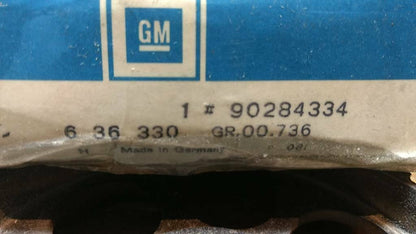 GM
1 # 90284334
6 36 330 GR.00.736
H Made in Germany